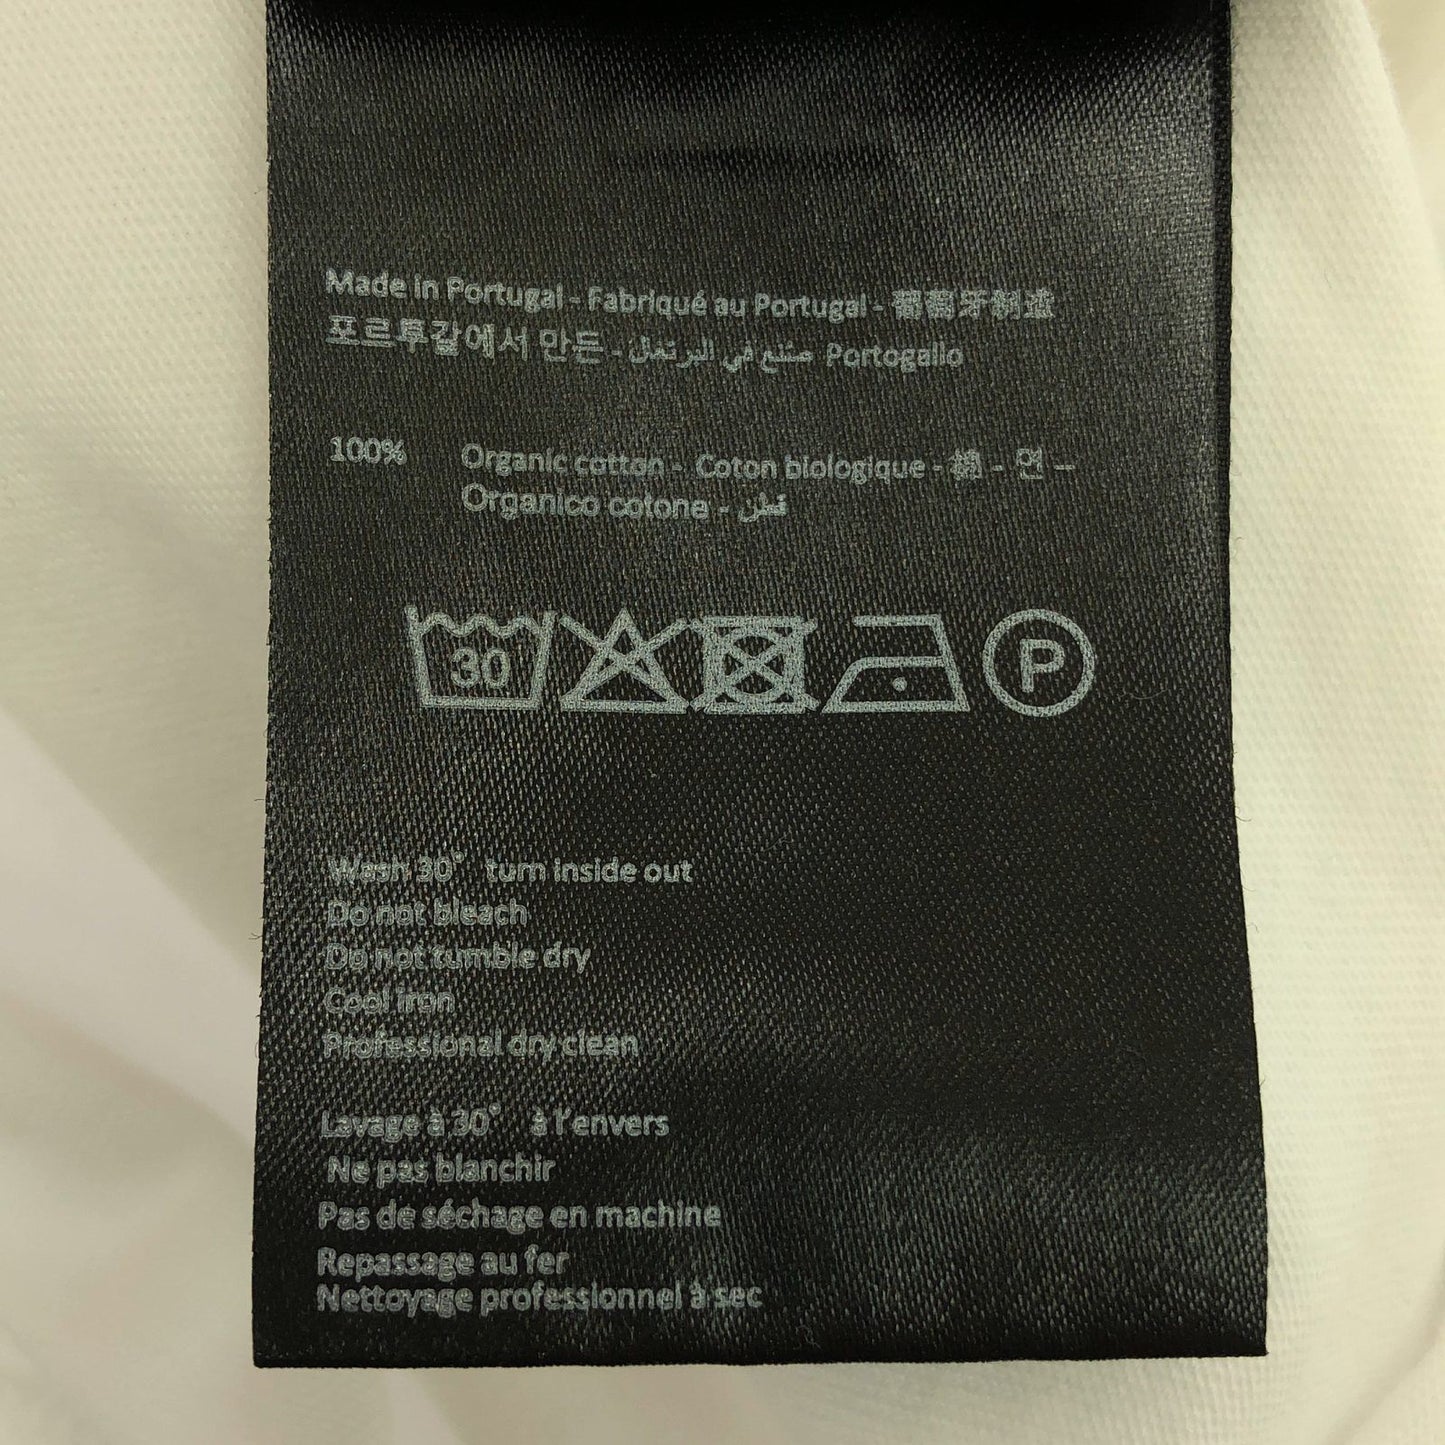 Made in Portugal - Fabriqué au Portugal - 葡萄牙制造
포르투갈에서 만든 - صنع في البرتغال Portogallo
100% Organic cotton - Coton biologique - 綿 - 면 –
Organico cotone - قطن
30 P
Wash 30° turn inside out
Do not bleach
Do not tumble dry
Cool iron
Professional dry clean
Lavage à 30° à l'envers
Ne pas blanchir
Pas de séchage en machine
Repassage au fer
Nettoyage professionnel à sec